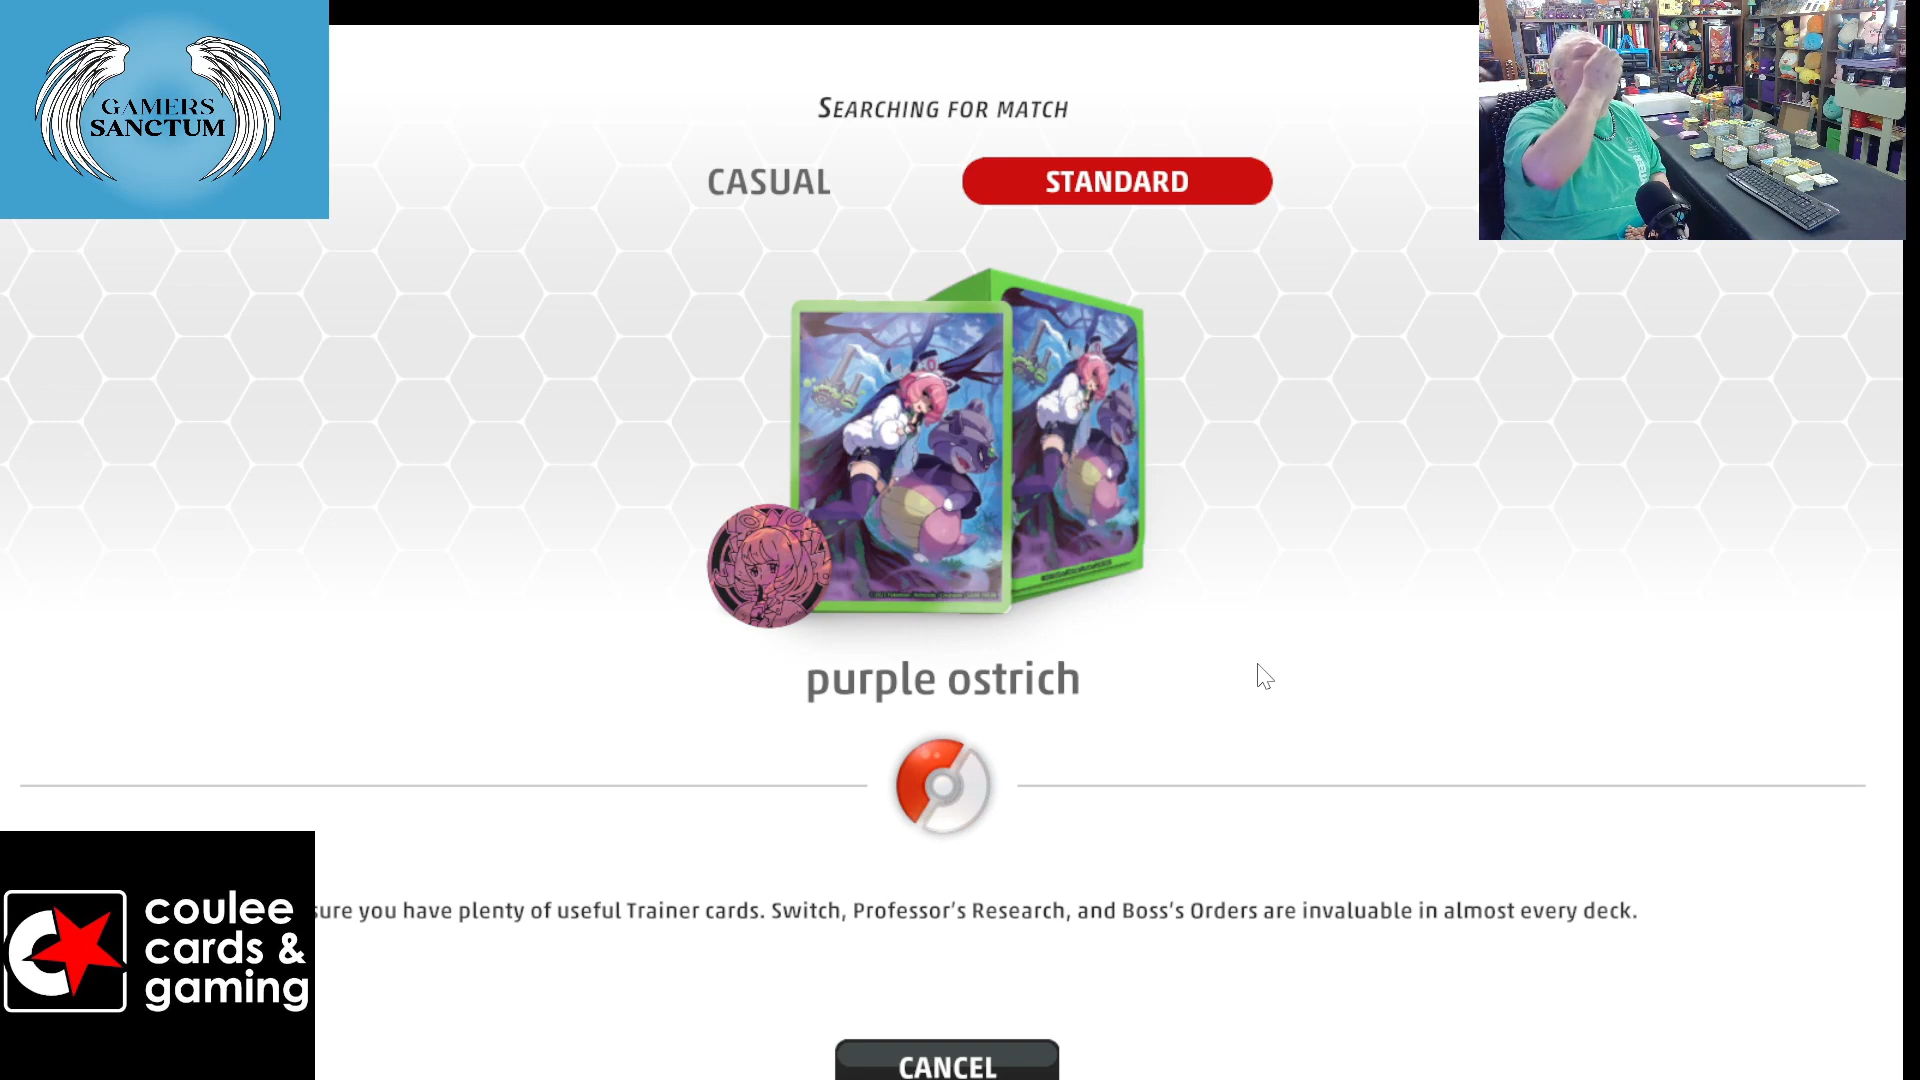 GAMERS
SANCTUM
SEARCHING FOR MATCH
CASUAL
STANDARD
purple ostrich
sure you have plenty of useful Trainer cards. Switch, Professor's Research, and Boss's Orders are invaluable in almost every deck.
coulee
cards &
gaming
CANCEL